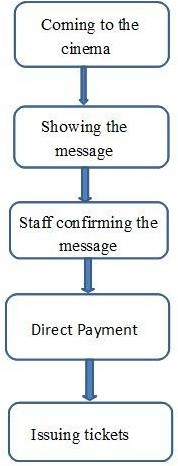 Coming to the
cinema
Showing the
message
Staff confirming the
message
Direct Payment
Issuing tickets